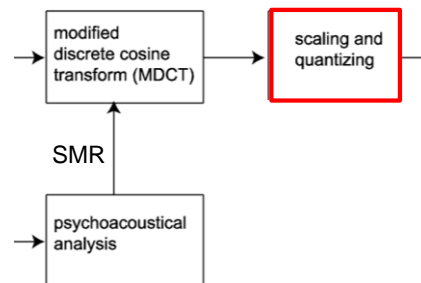 modified
discrete cosine
transform (MDCT)
scaling and
quantizing
SMR
psychoacoustical
analysis